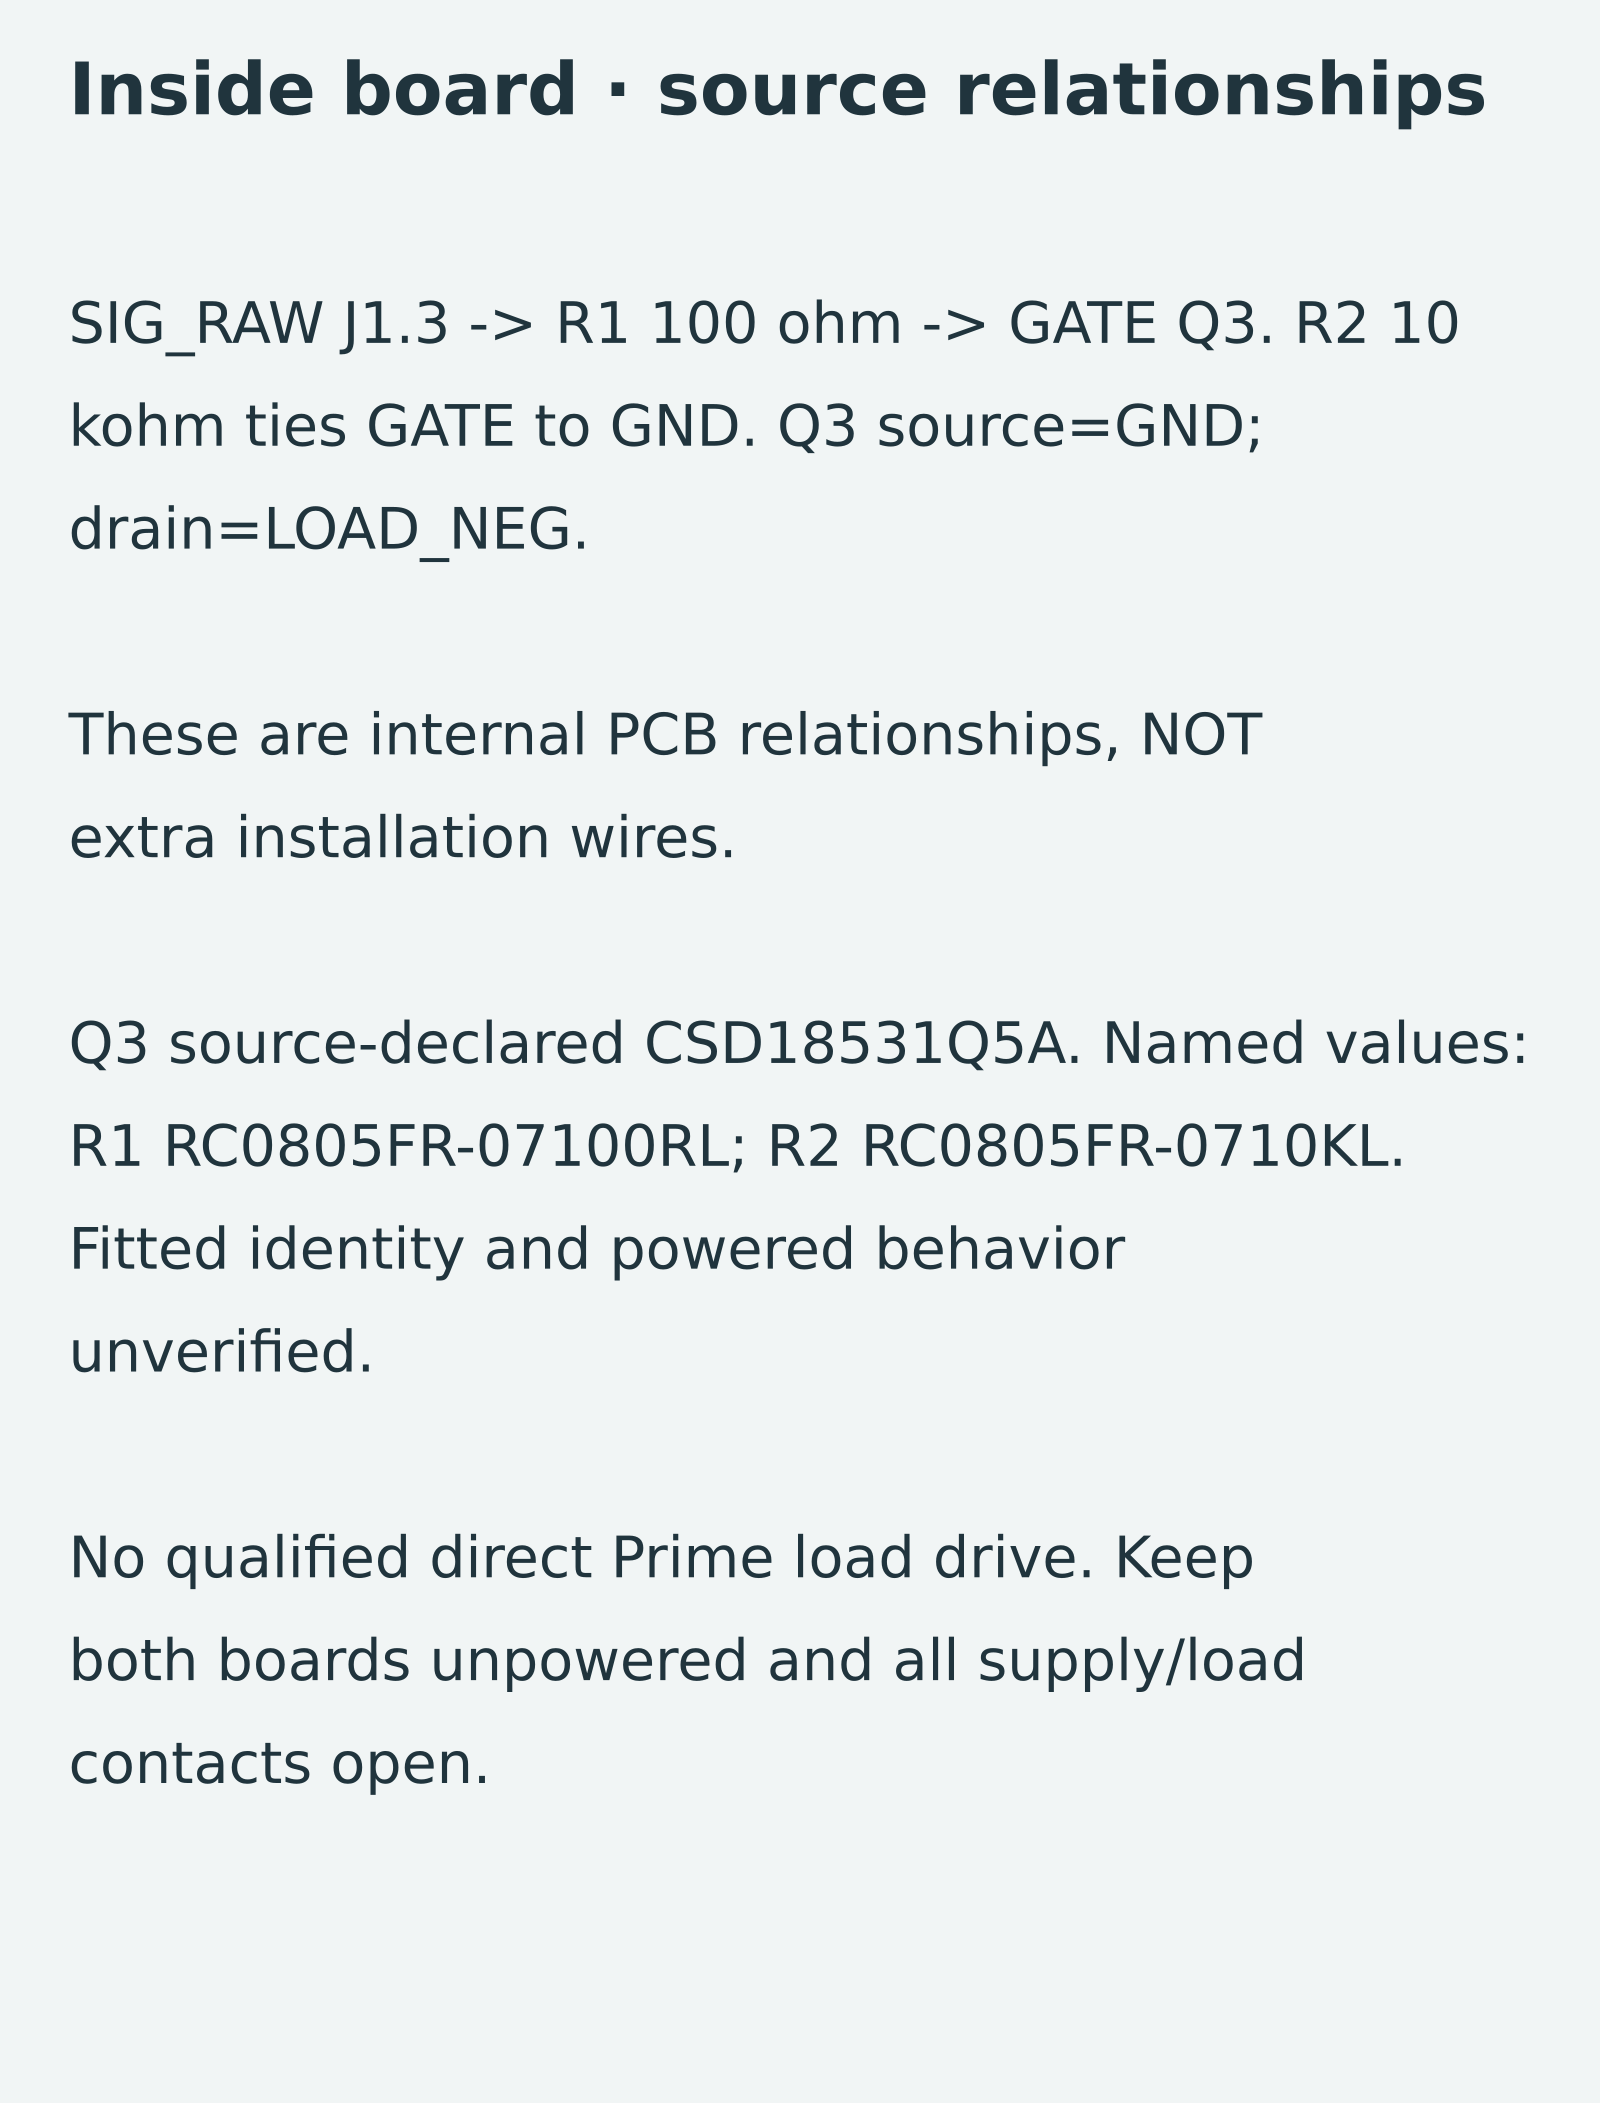 Inside board · source relationships
SIG_RAW J1.3 -> R1 100 ohm -> GATE Q3. R2 10
kohm ties GATE to GND. Q3 source=GND;
drain=LOAD_NEG.
These are internal PCB relationships, NOT
extra installation wires.
Q3 source-declared CSD18531Q5A. Named values:
R1 RC0805FR-07100RL; R2 RC0805FR-0710KL.
Fitted identity and powered behavior
unverified.
No qualified direct Prime load drive. Keep
both boards unpowered and all supply/load
contacts open.